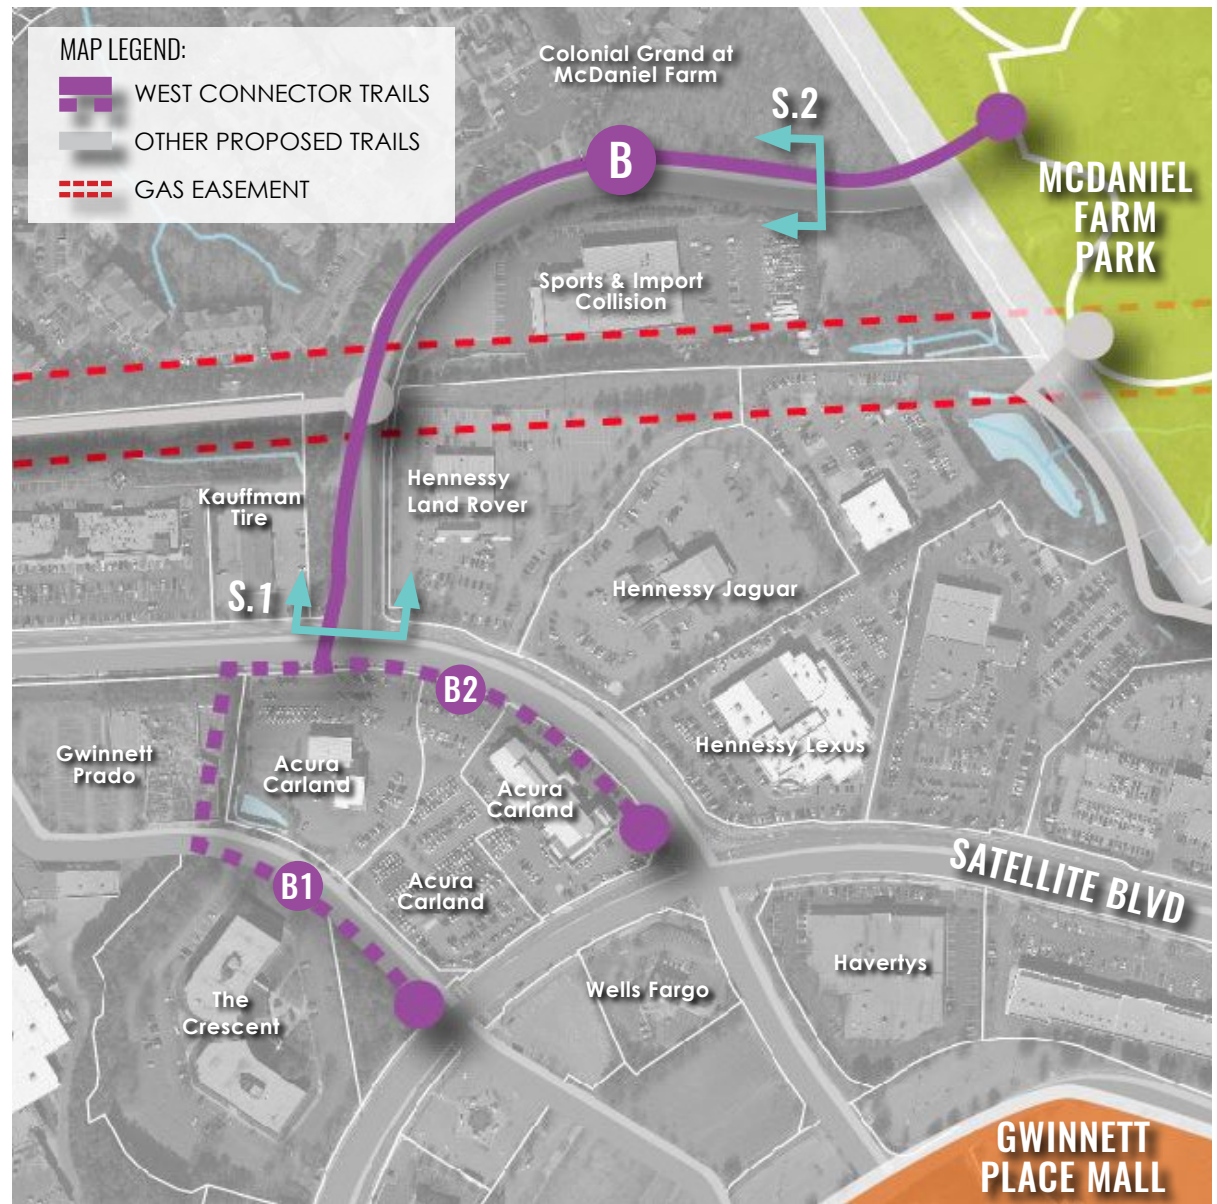 MAP LEGEND:
WEST CONNECTOR TRAILS
OTHER PROPOSED TRAILS
GAS EASEMENT
Colonial Grand at
McDaniel Farm
S.2
B
MCDANIEL
FARM
PARK
Sports & Import
Collision
Kauffman
Tire
Hennessy
Land Rover
S.1
Hennessy Jaguar
B2
Gwinnett
Prado
Acura
Carland
Acura
Carland
Hennessy Lexus
B1
Acura
Carland
SATELLITE BLVD
The
Crescent
Wells Fargo
Havertys
GWINNETT
PLACE MALL